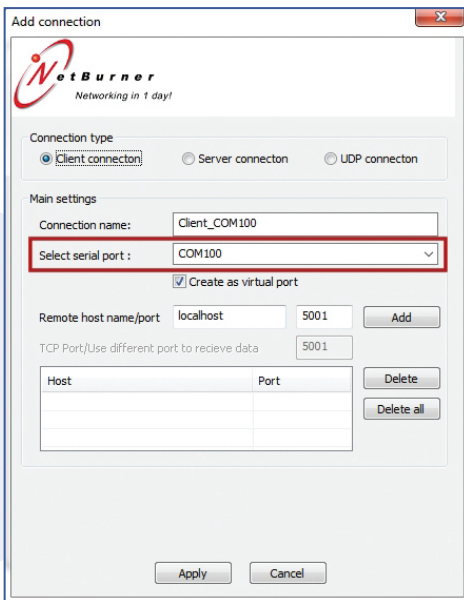 Add connection
NetBurner
Networking in 1 day!
Connection type
Client connecton
Server connecton
UDP connecton
Main settings
Connection name: Client_COM100
Select serial port : COM100
Create as virtual port
Remote host name/port localhost 5001 Add
TCP Port/Use different port to recieve data 5001
Host Port Delete
Delete all
Apply Cancel